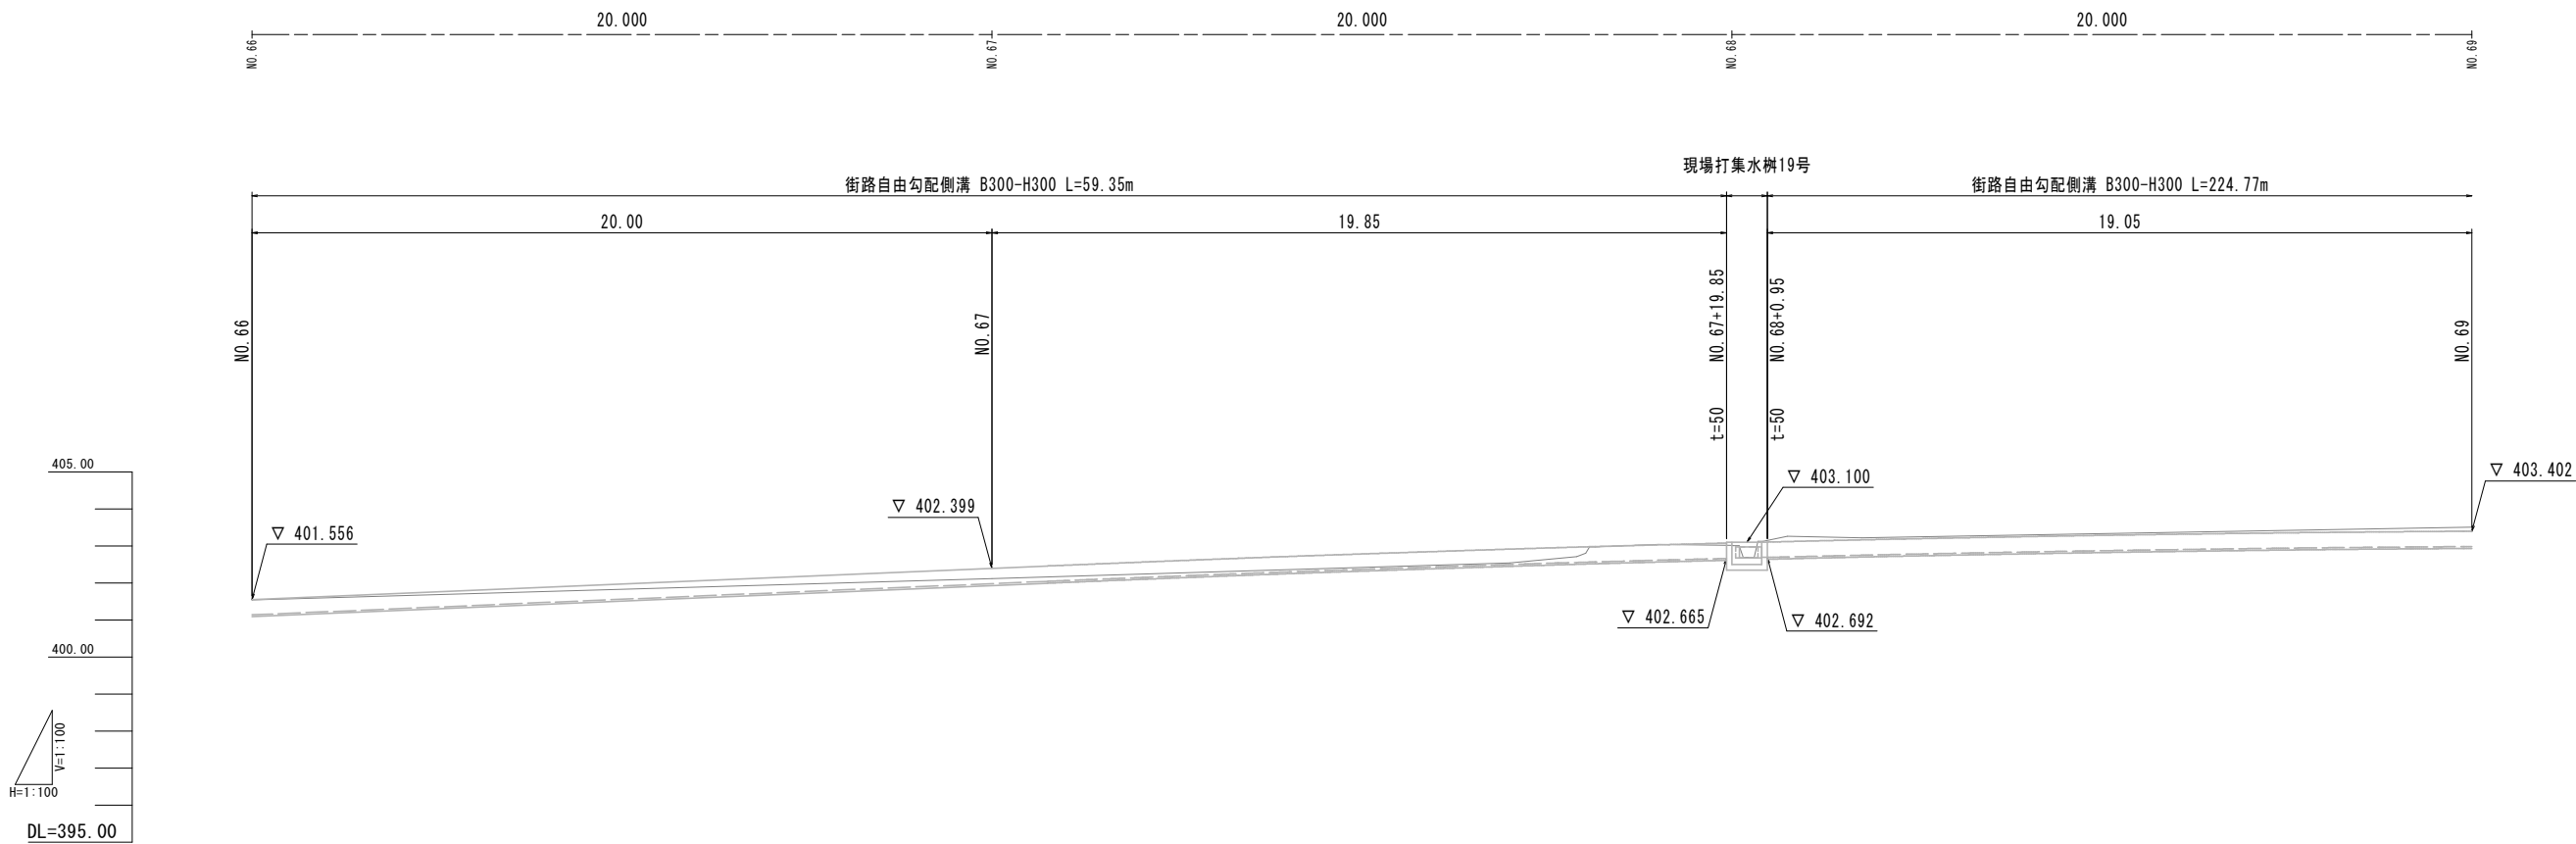 20.000
20.000
20.000
NO.66
NO.67
NO.68
NO.69
現場打集水桝19号
街路自由勾配側溝 B300-H300 L=59.35m
街路自由勾配側溝 B300-H300 L=224.77m
20.00
19.85
19.05
NO.66
NO.67
NO.67+19.85
NO.68+0.95
NO.69
t=50
t=50
405.00
▽ 403.100
▽ 403.402
▽ 402.399
▽ 401.556
▽ 402.665
▽ 402.692
400.00
V=1:100
H=1:100
DL=395.00